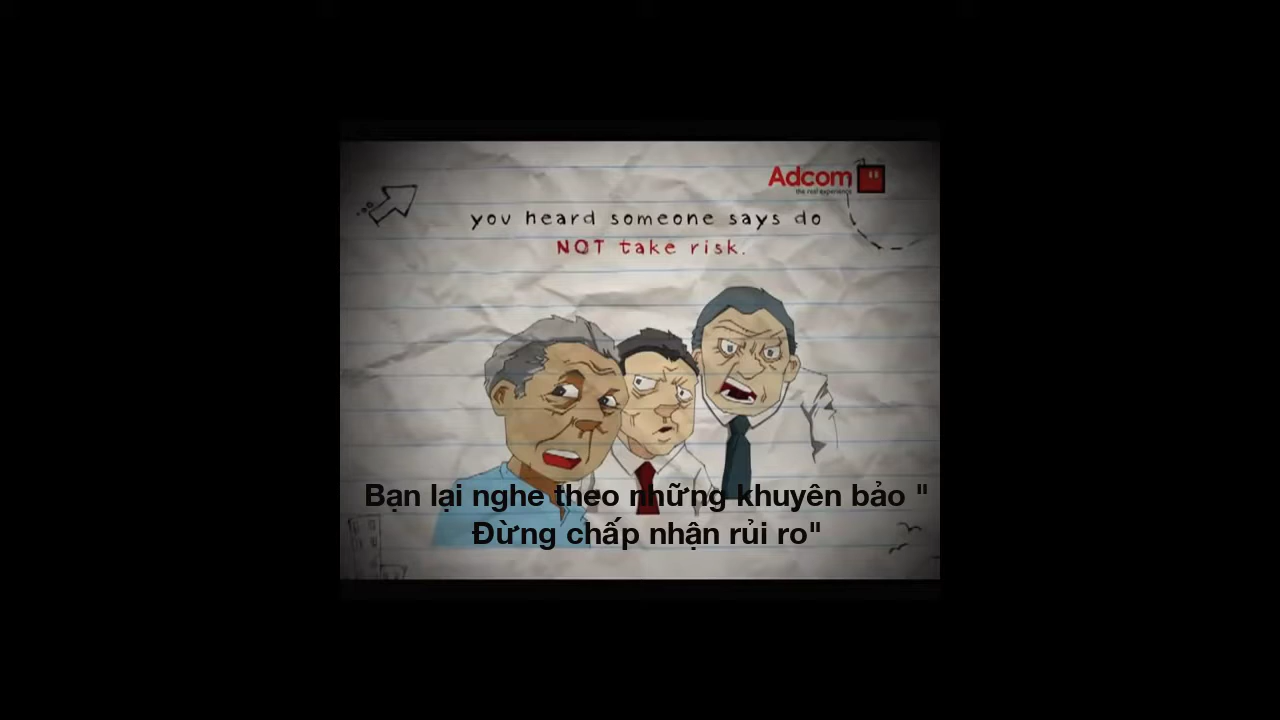 Adcom
the real experience
you heard someone says do
NOT take risk.
Bạn lại nghe theo những khuyên bảo "
Đừng chấp nhận rủi ro"